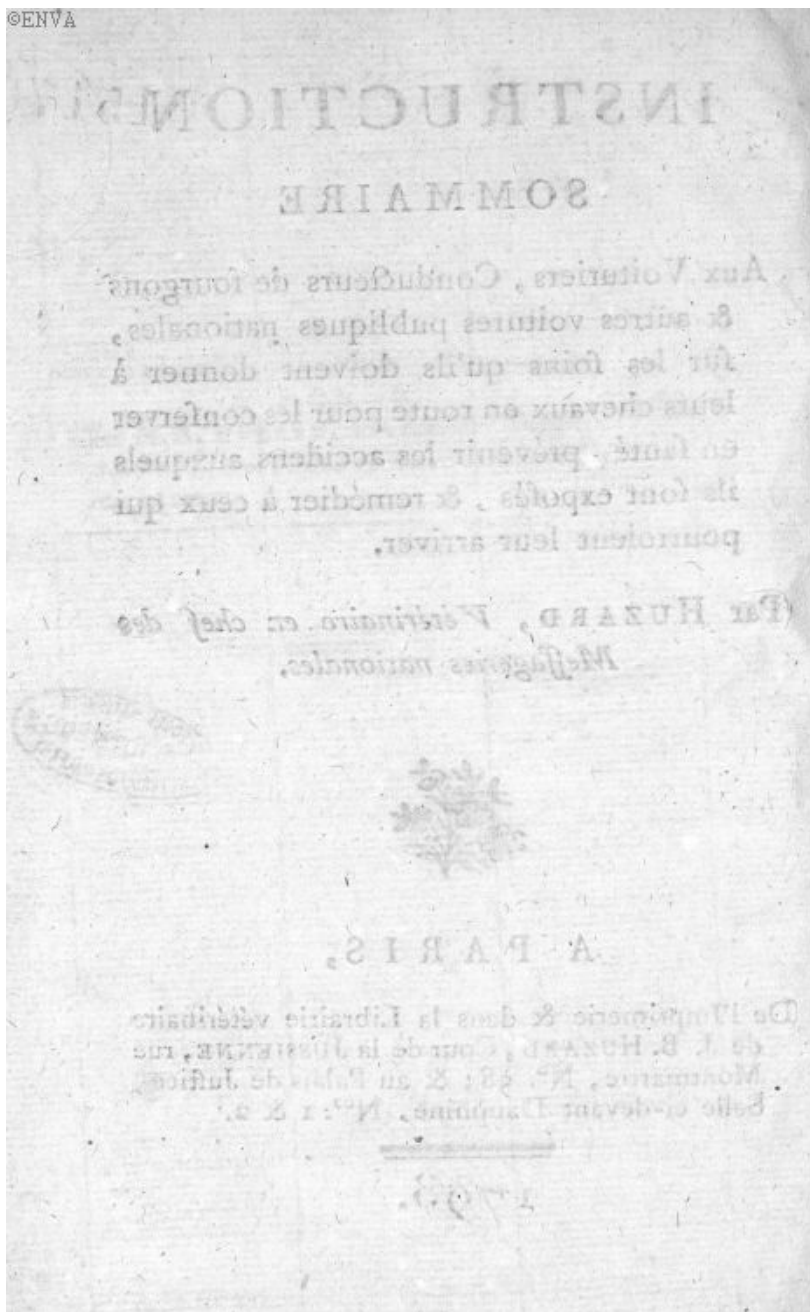 ©ENVA
INSTRUCTION
SOMMAIRE
Aux Voituriers, Conducteurs de fourgons
& autres voitures publiques nationales,
ſur les ſoins qu'ils doivent donner à
leurs chevaux en route pour les conſerver
en ſanté, prévenir les accidens auxquels
ils ſont expoſés, & remédier à ceux qui
pourroient leur arriver.
(Par HUZARD, Vétérinaire en chef des
Meſſageries nationales.
A PARIS,
De l'Imprimerie & dans la Librairie vétérinaire
de J. B. HUZARD, Cour de la JUSSIENNE, rue
Montmartre, N°. 98; & au Palais de Juſtice,
Salle ci-devant Dauphine, N°s. 1 & 2.